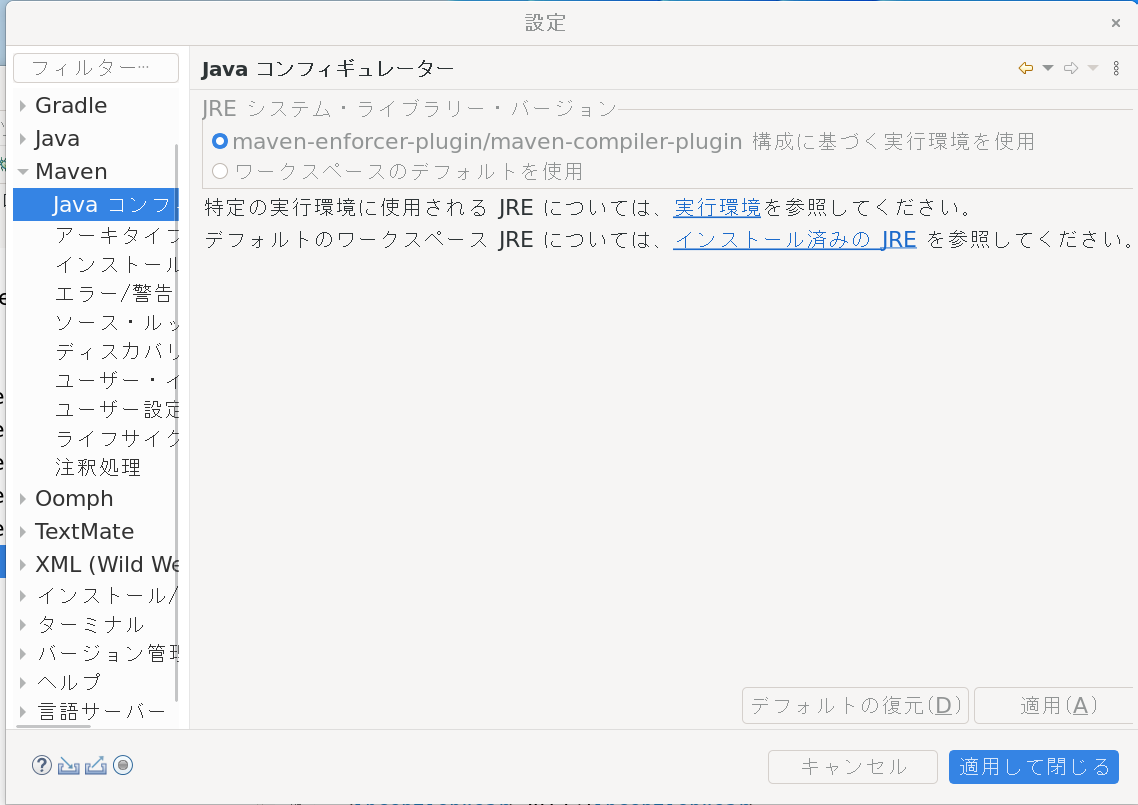 設定
フィルター…
Java コンフィギュレーター
Gradle
Java
Maven
Java コンフ
アーキタイプ
インストール
エラー/警告
ソース・ルッ
ディスカバリ
ユーザー・イ
ユーザー設定
ライフサイク
注釈処理
Oomph
TextMate
XML (Wild We
インストール/
ターミナル
バージョン管理
ヘルプ
言語サーバー
JRE システム・ライブラリー・バージョン
maven-enforcer-plugin/maven-compiler-plugin 構成に基づく実行環境を使用
ワークスペースのデフォルトを使用
特定の実行環境に使用される JRE については、実行環境を参照してください。
デフォルトのワークスペース JRE については、インストール済みの JRE を参照してください。
デフォルトの復元(D)
適用(A)
キャンセル
適用して閉じる